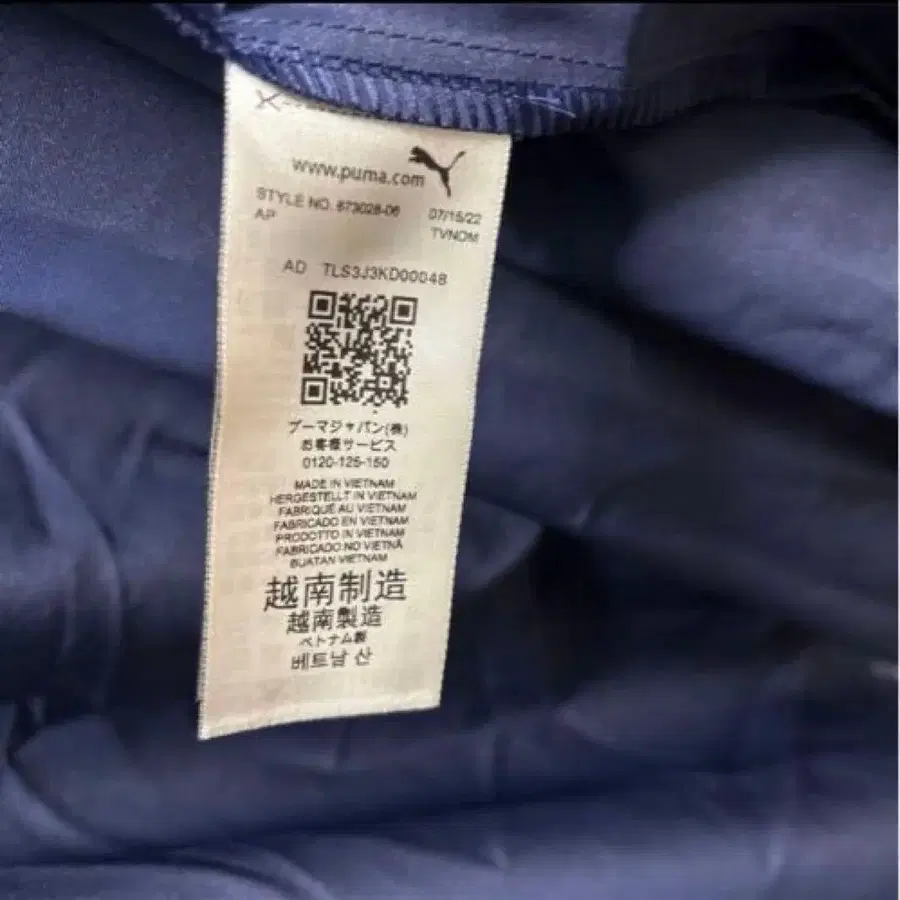 www.puma.com
STYLE NO. 673028-06 07/15/22
AP TVNOM
AD TLS3J3KD00048
プーマジャパン(株)
お客様サービス
0120-125-150
MADE IN VIETNAM
HERGESTELLT IN VIETNAM
FABRIQUÉ AU VIETNAM
FABRICADO EN VIETNAM
PRODOTTO IN VIETNAM
FABRICADO NO VIETNÃ
BUATAN VIETNAM
越南制造
越南製造
ベトナム製
베트남 산